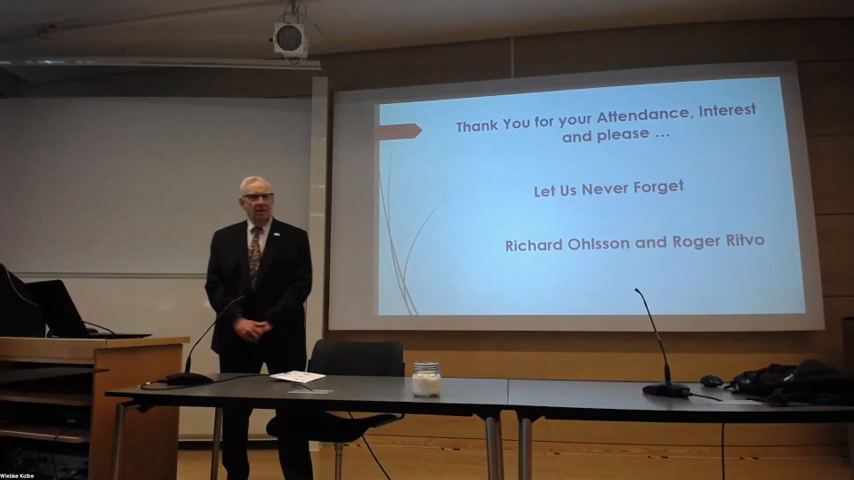 Thank You for your Attendance, Interest
and please ...
Let Us Never Forget
Richard Ohlsson and Roger Ritvo
Wiebke Kolbe